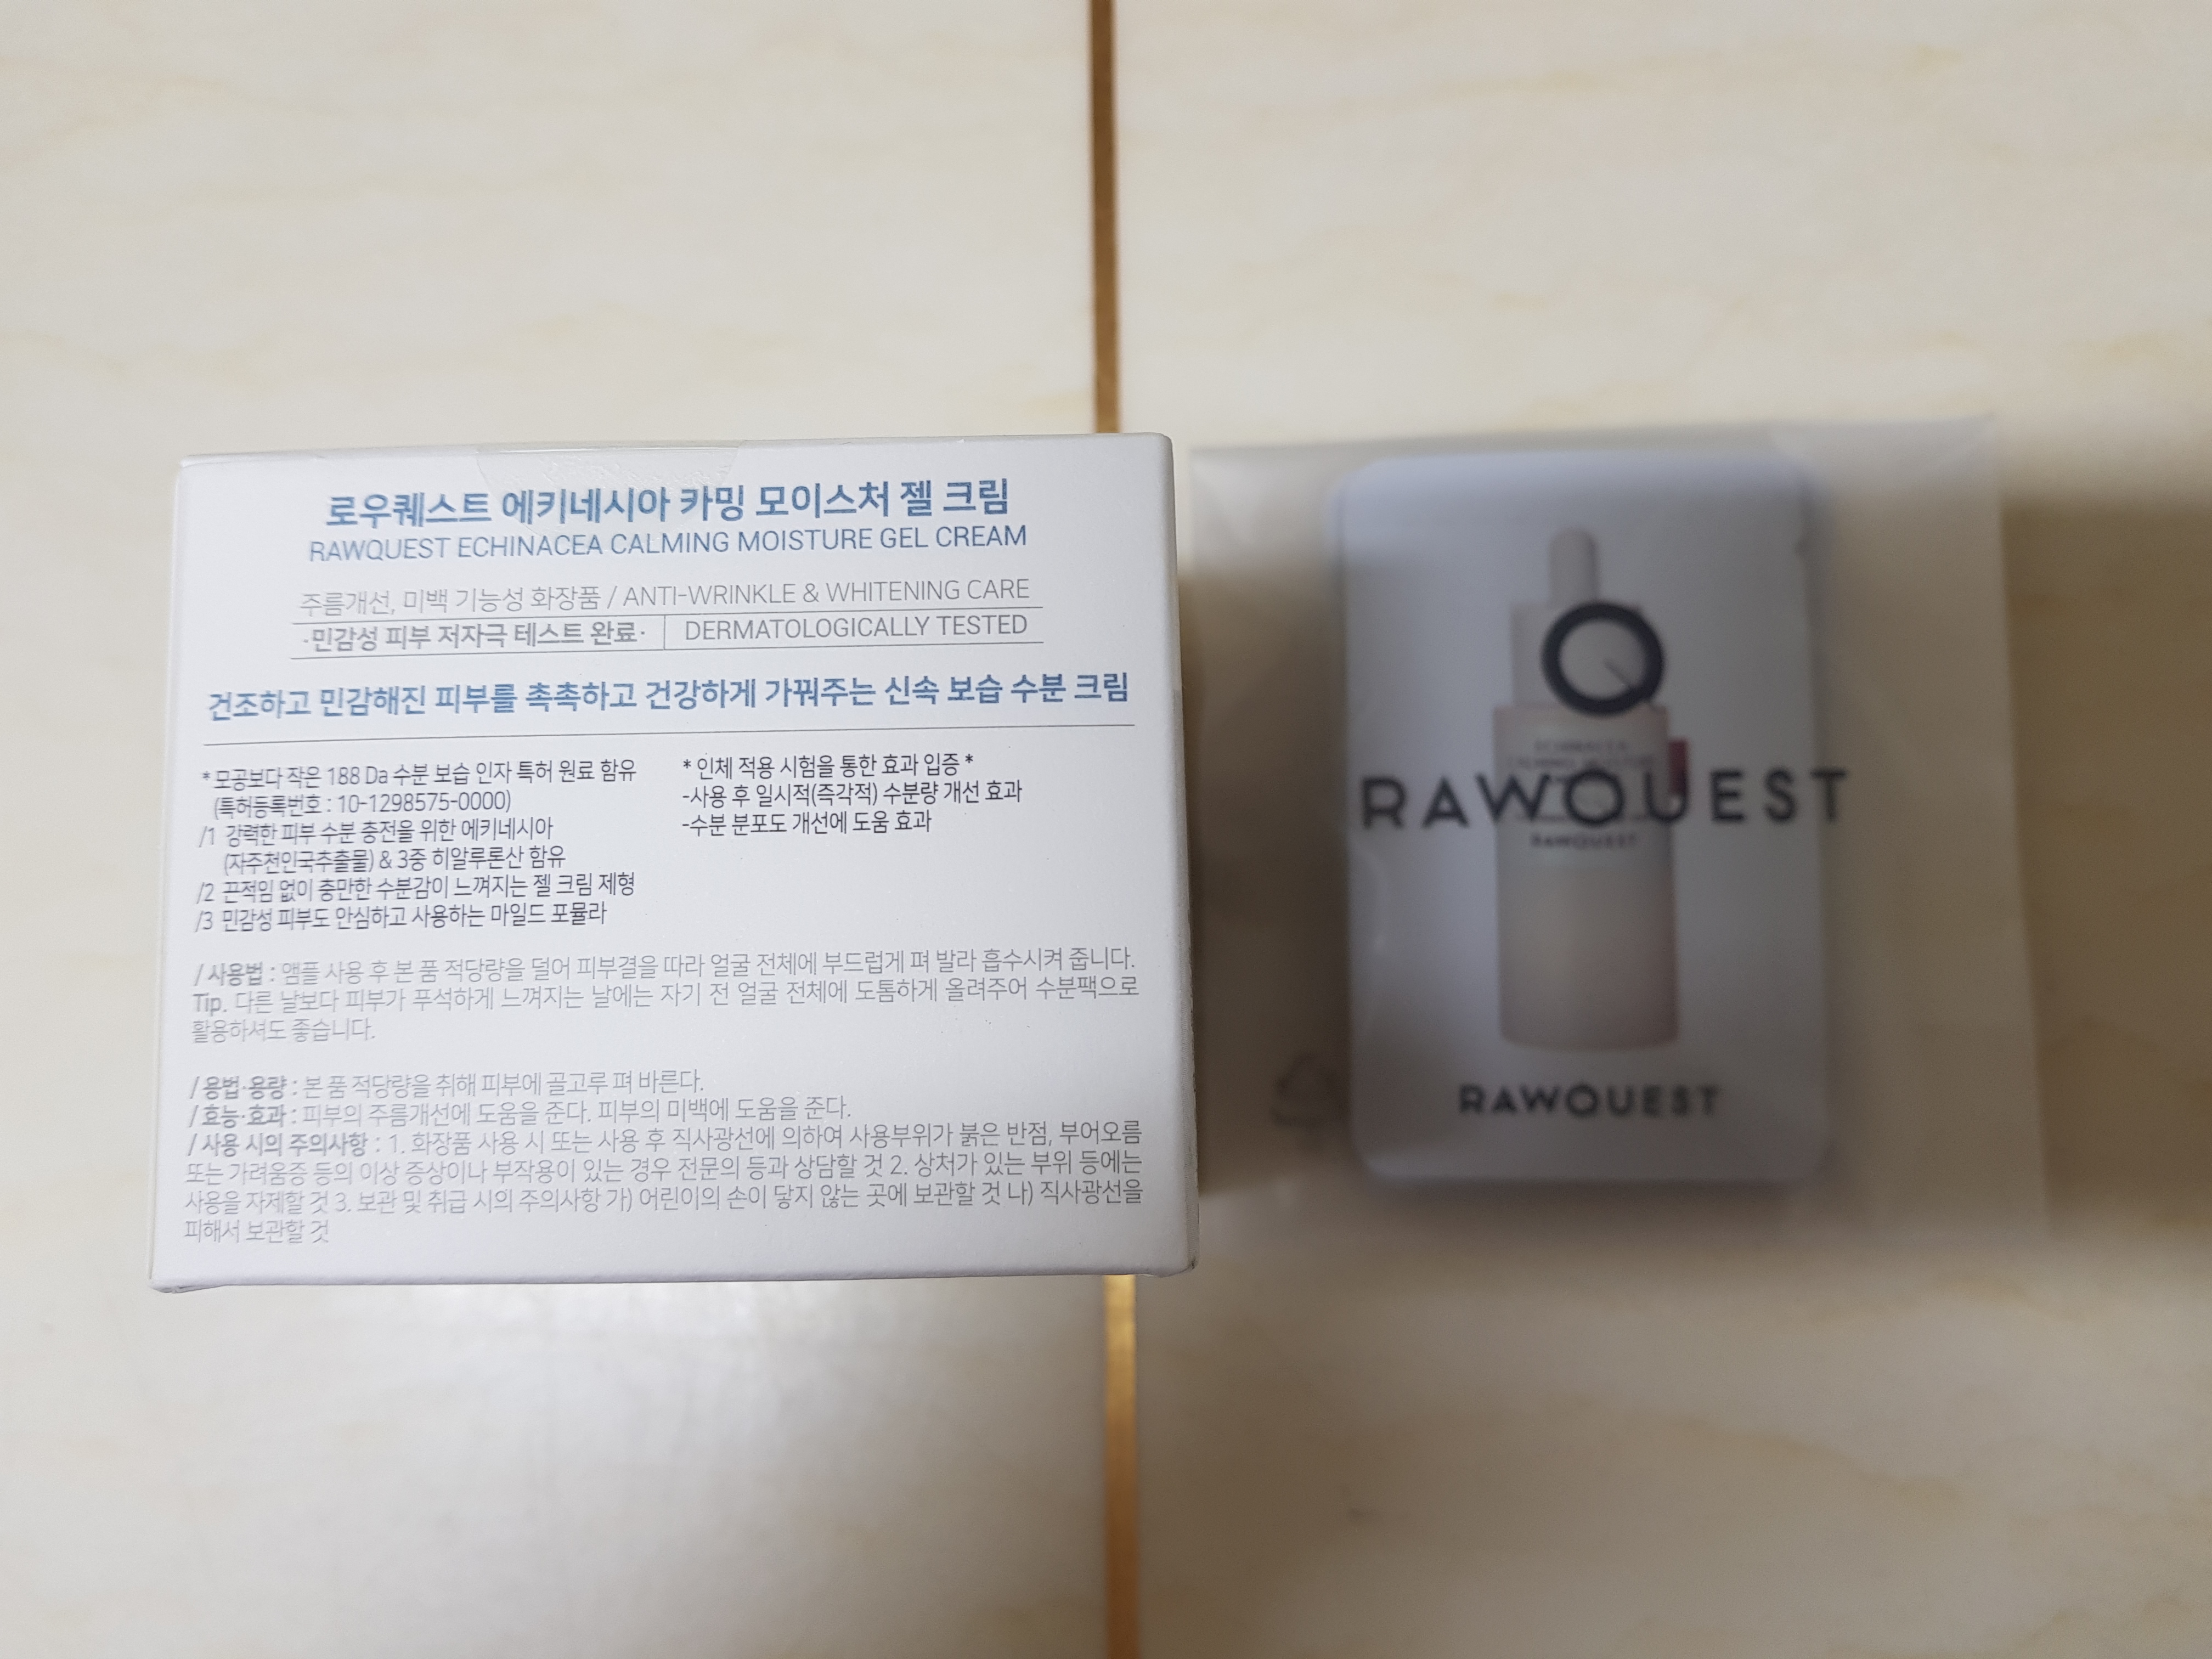 로우퀘스트 에키네시아 카밍 모이스처 젤 크림
RAWQUEST ECHINACEA CALMING MOISTURE GEL CREAM
주름개선, 미백 기능성 화장품 / ANTI-WRINKLE & WHITENING CARE
·민감성 피부 저자극 테스트 완료· DERMATOLOGICALLY TESTED
건조하고 민감해진 피부를 촉촉하고 건강하게 가꿔주는 신속 보습 수분 크림
* 모공보다 작은 188 Da 수분 보습 인자 특허 원료 함유
(특허등록번호 : 10-1298575-0000)
/1 강력한 피부 수분 충전을 위한 에키네시아
(자주천인국추출물) & 3중 히알루론산 함유
/2 끈적임 없이 충만한 수분감이 느껴지는 젤 크림 제형
/3 민감성 피부도 안심하고 사용하는 마일드 포뮬라
* 인체 적용 시험을 통한 효과 입증 *
-사용 후 일시적(즉각적) 수분량 개선 효과
-수분 분포도 개선에 도움 효과
/ 사용법 : 앰플 사용 후 본 품 적당량을 덜어 피부결을 따라 얼굴 전체에 부드럽게 펴 발라 흡수시켜 줍니다.
Tip. 다른 날보다 피부가 푸석하게 느껴지는 날에는 자기 전 얼굴 전체에 도톰하게 올려주어 수분팩으로
활용하셔도 좋습니다.
/ 용법·용량 : 본 품 적당량을 취해 피부에 골고루 펴 바른다.
/ 효능·효과 : 피부의 주름개선에 도움을 준다. 피부의 미백에 도움을 준다.
/ 사용 시의 주의사항 : 1. 화장품 사용 시 또는 사용 후 직사광선에 의하여 사용부위가 붉은 반점, 부어오름
또는 가려움증 등의 이상 증상이나 부작용이 있는 경우 전문의 등과 상담할 것 2. 상처가 있는 부위 등에는
사용을 자제할 것 3. 보관 및 취급 시의 주의사항 가) 어린이의 손이 닿지 않는 곳에 보관할 것 나) 직사광선을
피해서 보관할 것
ECHINACEA
CALMING MOISTURE
RAWQUEST
RAWQUEST
RAWQUEST